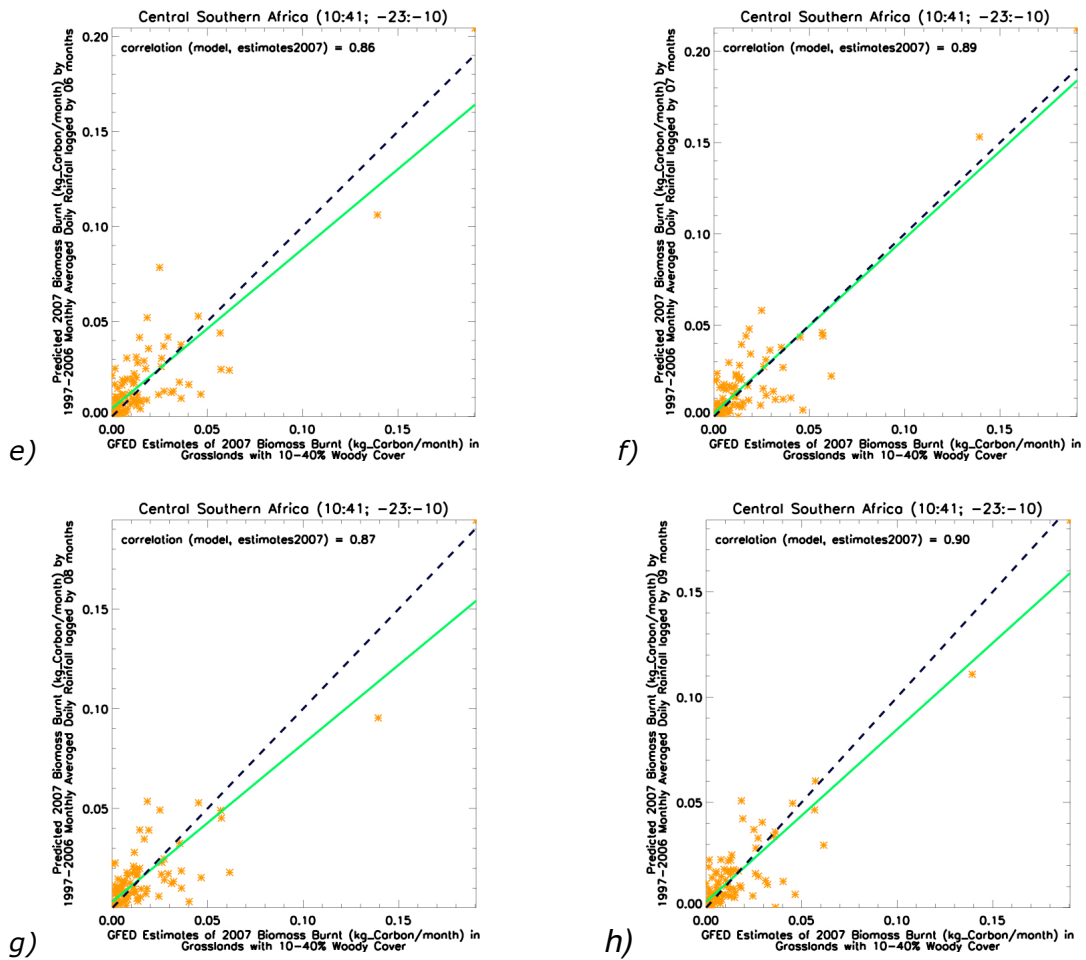 Central Southern Africa (10:41; −23:−10)
correlation (model, estimates2007) = 0.86
Predicted 2007 Biomass Burnt (kg_Carbon/month) by
1997−2006 Monthly Averaged Daily Rainfall lagged by 06 months
0.20
0.15
0.10
0.05
0.00
0.00 0.05 0.10 0.15
GFED Estimates of 2007 Biomass Burnt (kg_Carbon/month) in
Grasslands with 10−40% Woody Cover
e)
Central Southern Africa (10:41; −23:−10)
correlation (model, estimates2007) = 0.89
Predicted 2007 Biomass Burnt (kg_Carbon/month) by
1997−2006 Monthly Averaged Daily Rainfall lagged by 07 months
0.20
0.15
0.10
0.05
0.00
0.00 0.05 0.10 0.15
GFED Estimates of 2007 Biomass Burnt (kg_Carbon/month) in
Grasslands with 10−40% Woody Cover
f)
Central Southern Africa (10:41; −23:−10)
correlation (model, estimates2007) = 0.87
Predicted 2007 Biomass Burnt (kg_Carbon/month) by
1997−2006 Monthly Averaged Daily Rainfall lagged by 08 months
0.15
0.10
0.05
0.00
0.00 0.05 0.10 0.15
GFED Estimates of 2007 Biomass Burnt (kg_Carbon/month) in
Grasslands with 10−40% Woody Cover
g)
Central Southern Africa (10:41; −23:−10)
correlation (model, estimates2007) = 0.90
Predicted 2007 Biomass Burnt (kg_Carbon/month) by
1997−2006 Monthly Averaged Daily Rainfall lagged by 09 months
0.15
0.10
0.05
0.00
0.00 0.05 0.10 0.15
GFED Estimates of 2007 Biomass Burnt (kg_Carbon/month) in
Grasslands with 10−40% Woody Cover
h)